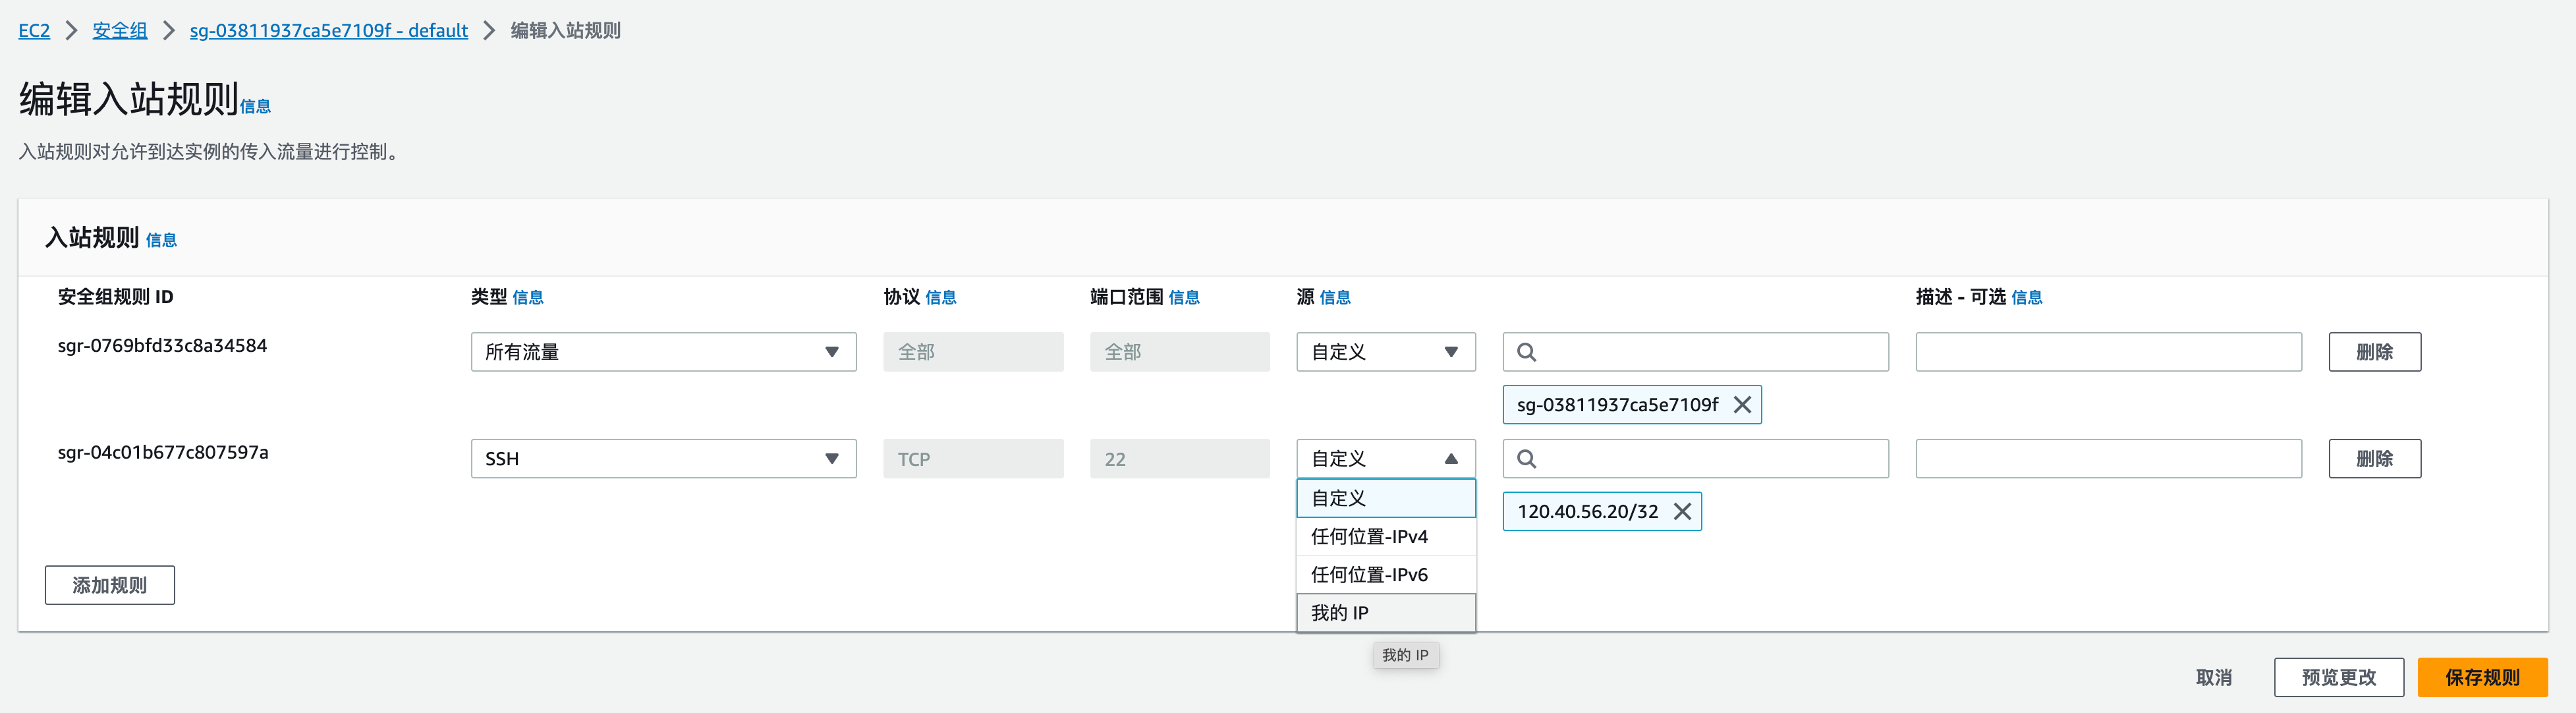 EC2 > 安全组 > sg-03811937ca5e7109f - default > 编辑入站规则
编辑入站规则 信息
入站规则对允许到达实例的传入流量进行控制。
入站规则 信息
安全组规则 ID 类型 信息 协议 信息 端口范围 信息 源 信息 描述 - 可选 信息
sgr-0769bfd33c8a34584 所有流量 全部 全部 自定义 删除
sg-03811937ca5e7109f
sgr-04c01b677c807597a SSH TCP 22 自定义 删除
自定义
120.40.56.20/32
任何位置-IPv4
任何位置-IPv6
添加规则
我的 IP
我的 IP
取消 预览更改 保存规则